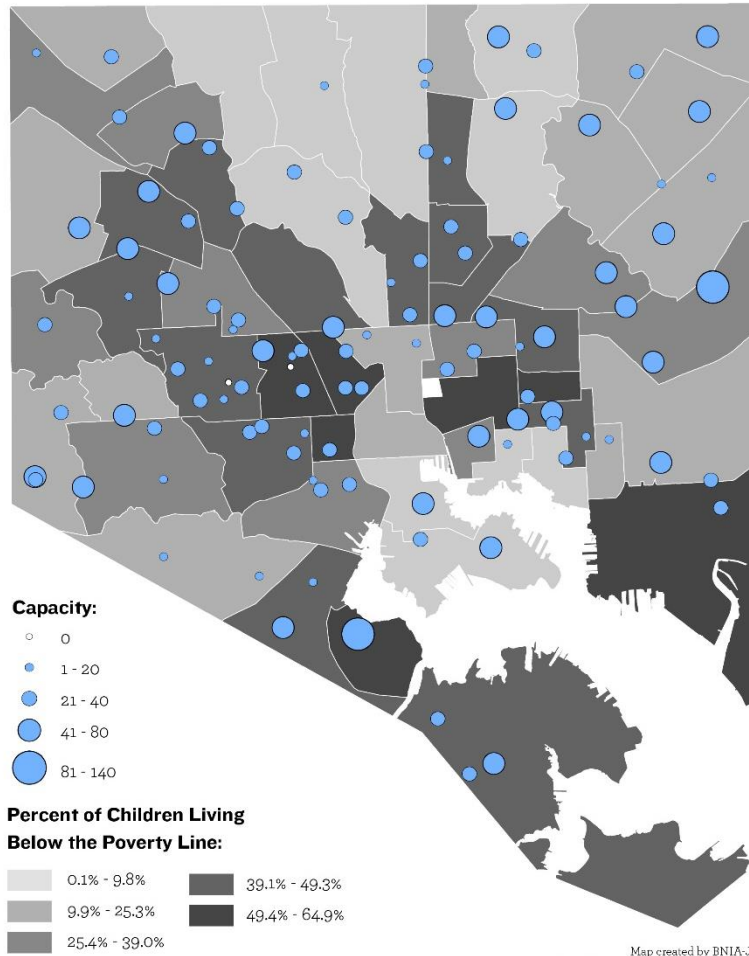 Capacity:
0
1 - 20
21 - 40
41 - 80
81 - 140
Percent of Children Living
Below the Poverty Line:
0.1% - 9.8%
9.9% - 25.3%
25.4% - 39.0%
39.1% - 49.3%
49.4% - 64.9%
Map created by BNIA-J